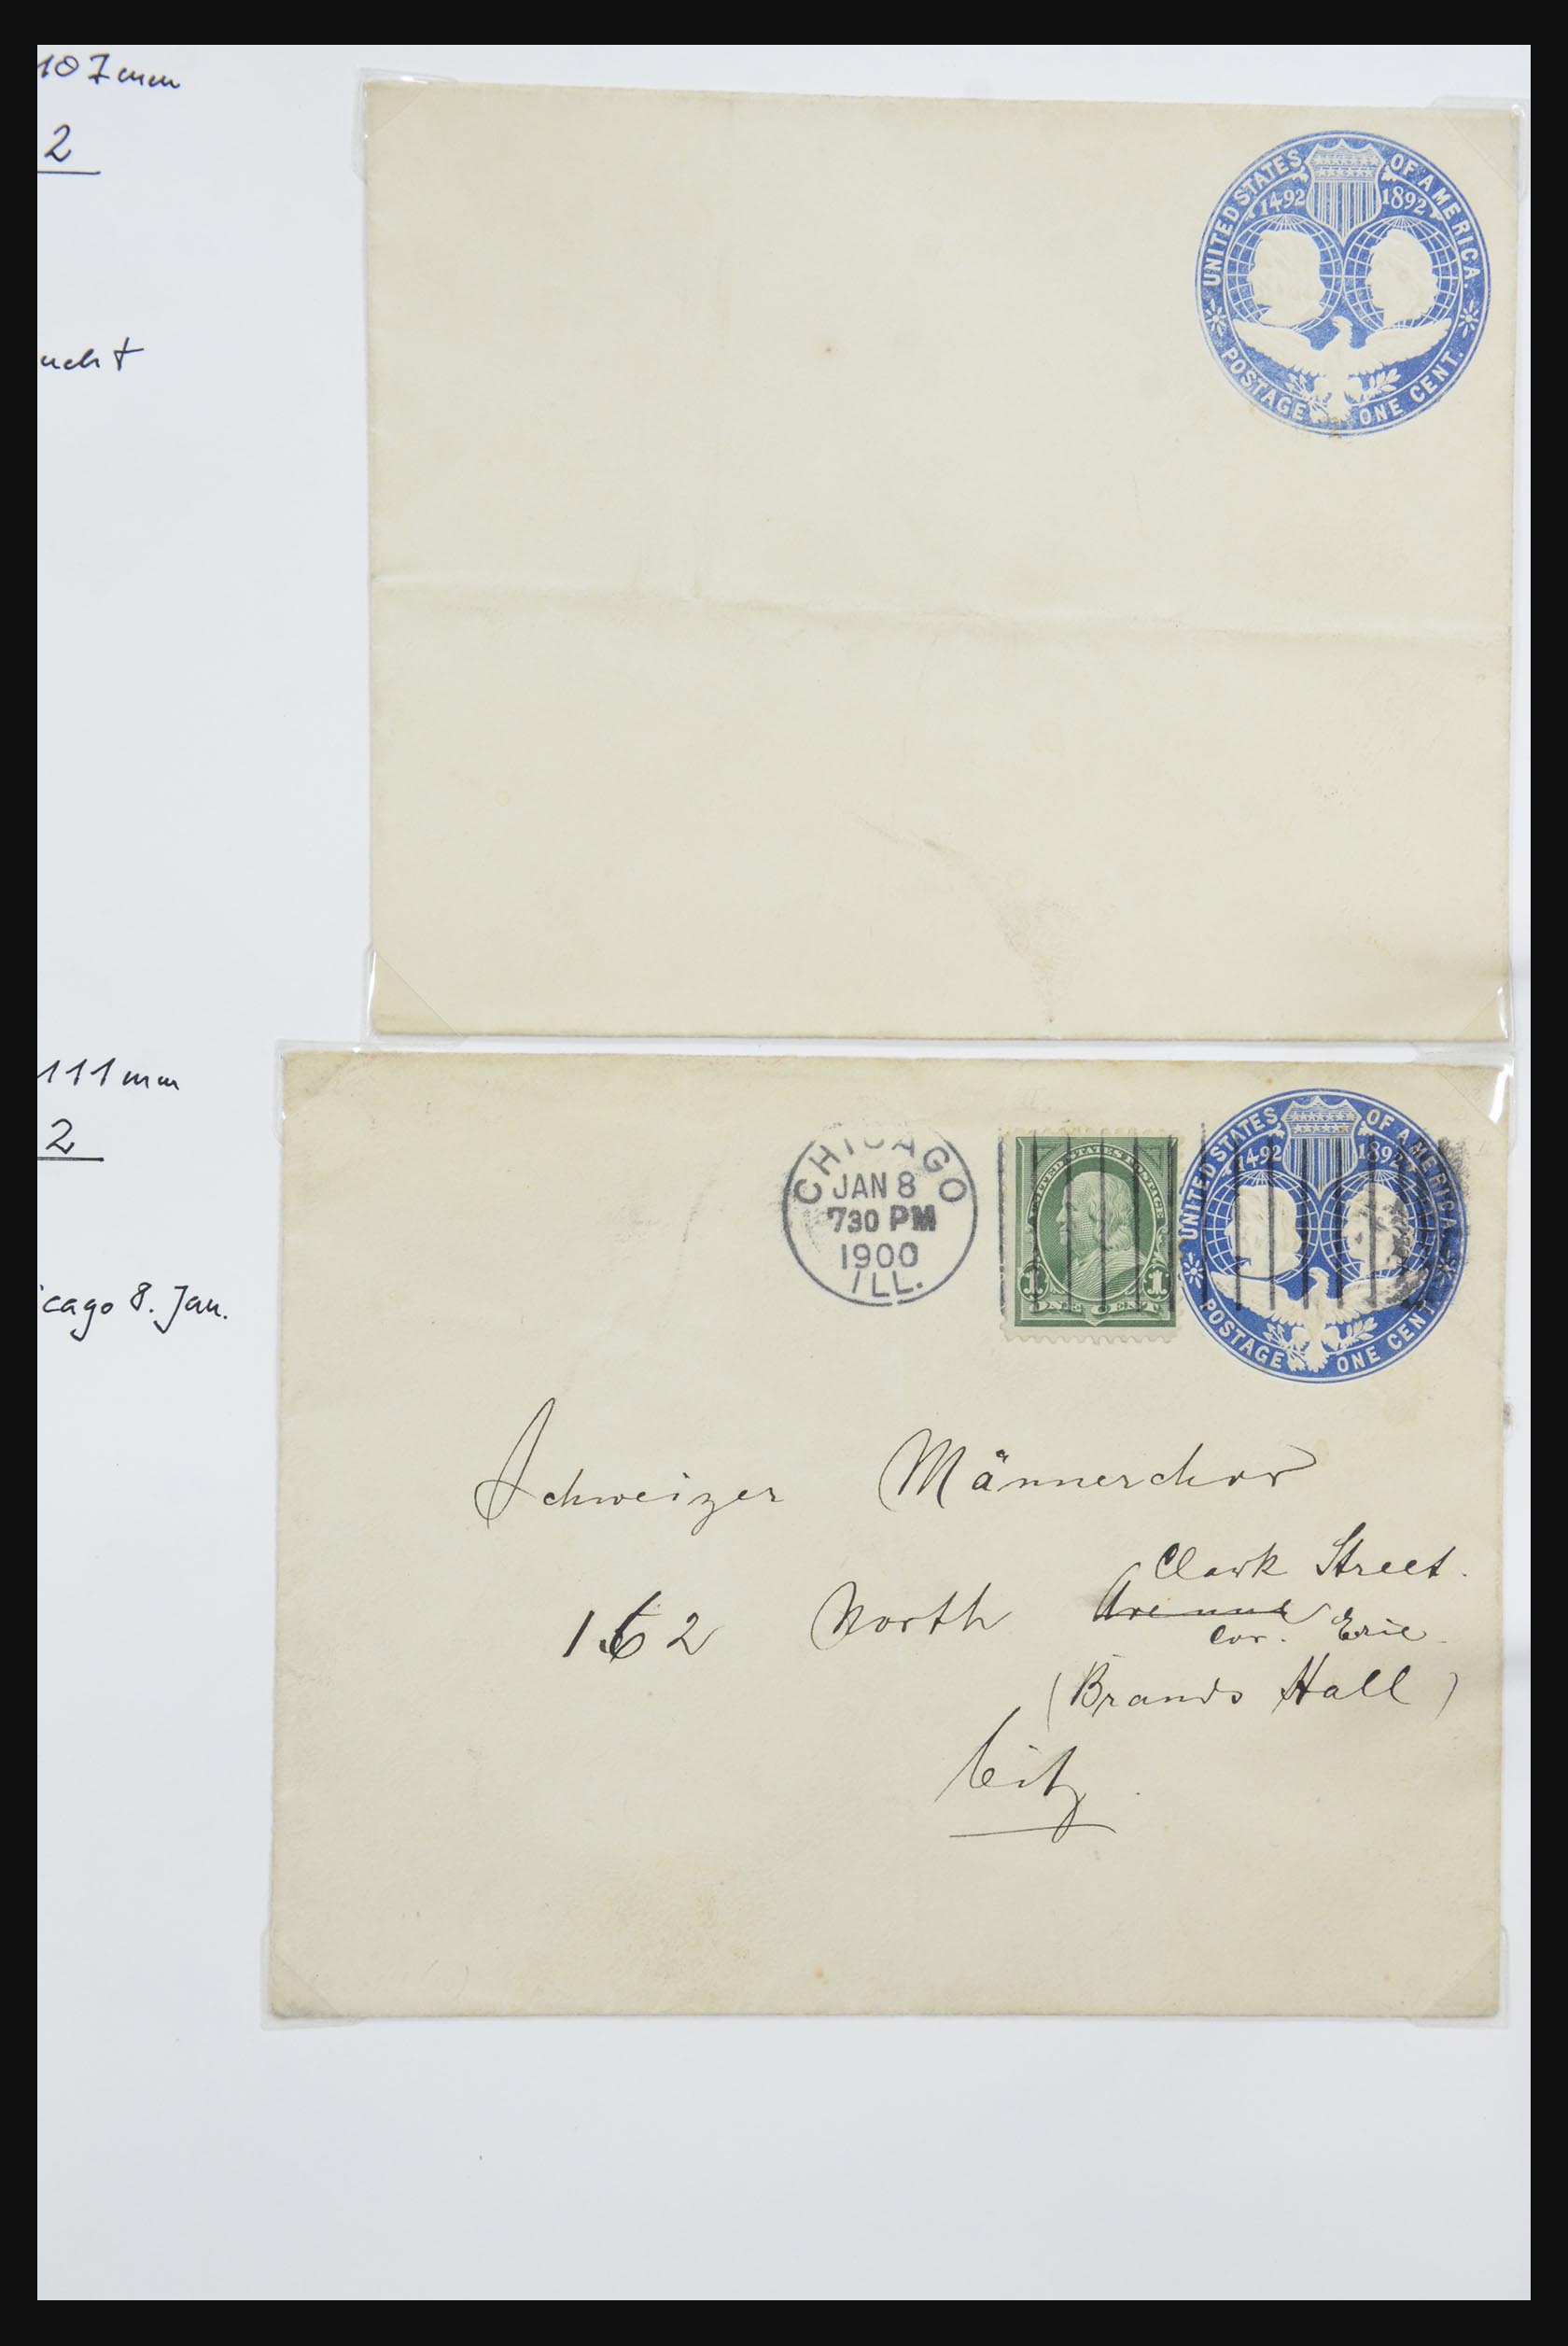 107mm
2
ucht
UNITED STATES OF AMERICA.
1492 1892
POSTAGE ONE CENT.
111mm
2
icago 8. Jan.
CHICAGO
JAN 8
730 PM
1900
ILL.
UNITED STATES POSTAGE
1 1
ONE CENT
UNITED STATES OF AMERICA.
1492 1892
POSTAGE ONE CENT.
Schweizer Männerchor
Clark Street.
162 North Avenue
Cor. Erie
(Brands Hall)
City.